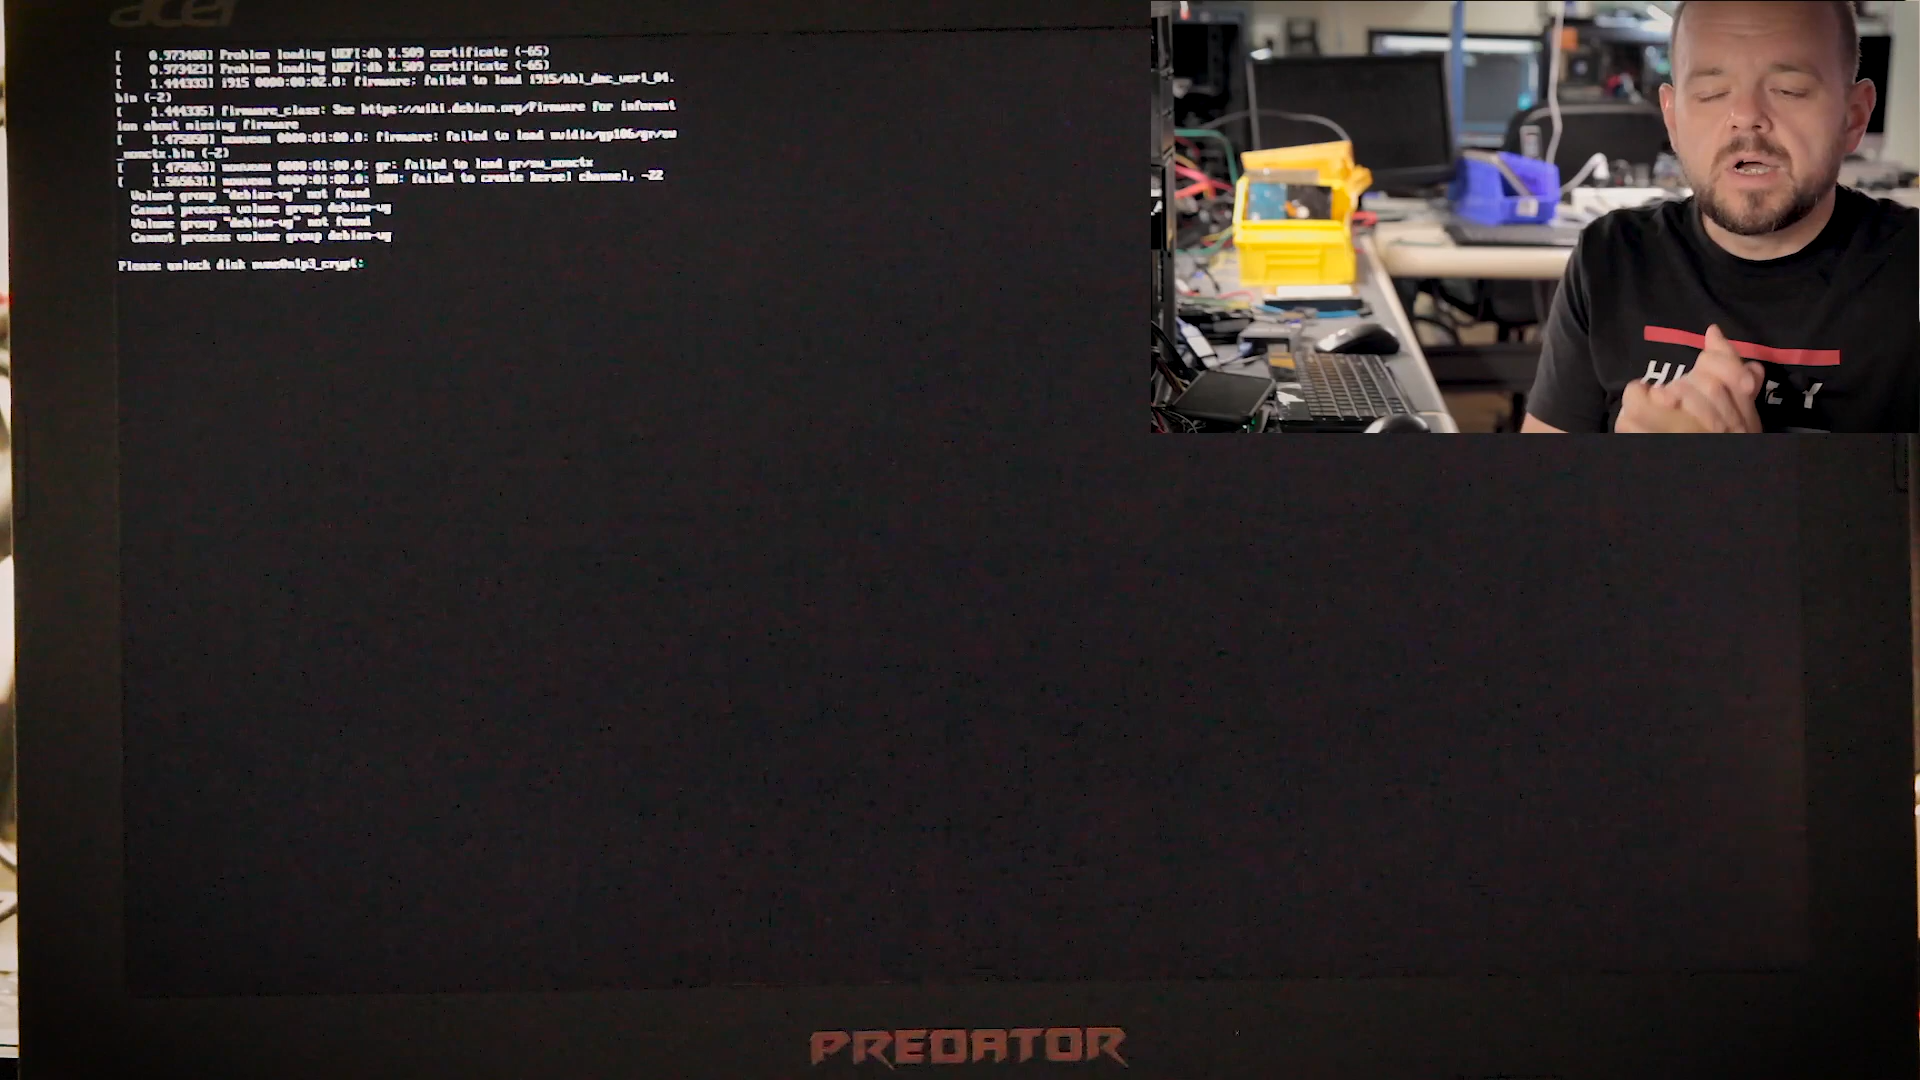 acer
[    0.973408] Problem loading UEFI:db X.509 certificate (-65)
[    0.973423] Problem loading UEFI:db X.509 certificate (-65)
[    1.444333] i915 0000:00:02.0: firmware: failed to load i915/kbl_dmc_ver1_04.
bin (-2)
[    1.444335] firmware_class: See https://wiki.debian.org/Firmware for informat
ion about missing firmware
[    1.475058] nouveau 0000:01:00.0: firmware: failed to load nvidia/gp106/gr/sw
_nonctx.bin (-2)
[    1.475063] nouveau 0000:01:00.0: gr: failed to load gr/sw_nonctx
[    1.565631] nouveau 0000:01:00.0: DRM: failed to create kernel channel, -22
Volume group "debian-vg" not found
Cannot process volume group debian-vg
Volume group "debian-vg" not found
Cannot process volume group debian-vg
Please unlock disk nvme0n1p3_crypt:
PREDATOR